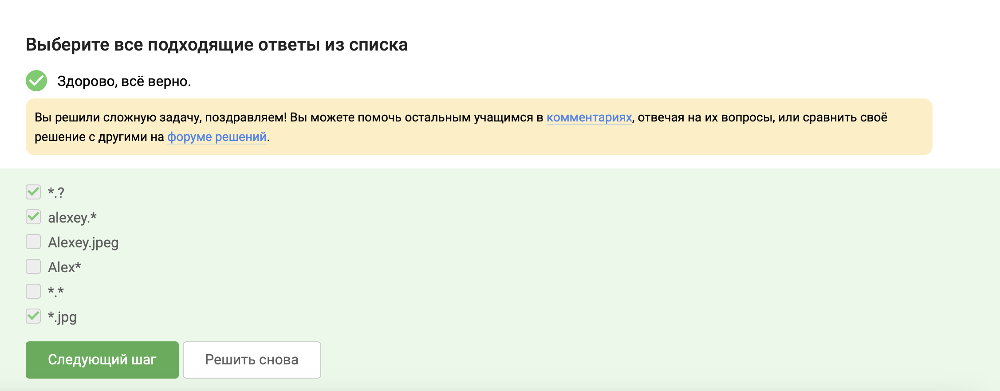 Выберите все подходящие ответы из списка
Здорово, всё верно.
Вы решили сложную задачу, поздравляем! Вы можете помочь остальным учащимся в комментариях, отвечая на их вопросы, или сравнить своё
решение с другими на форуме решений.
*.?
alexey.*
Alexey.jpeg
Alex*
*.*
*.jpg
Следующий шаг
Решить снова